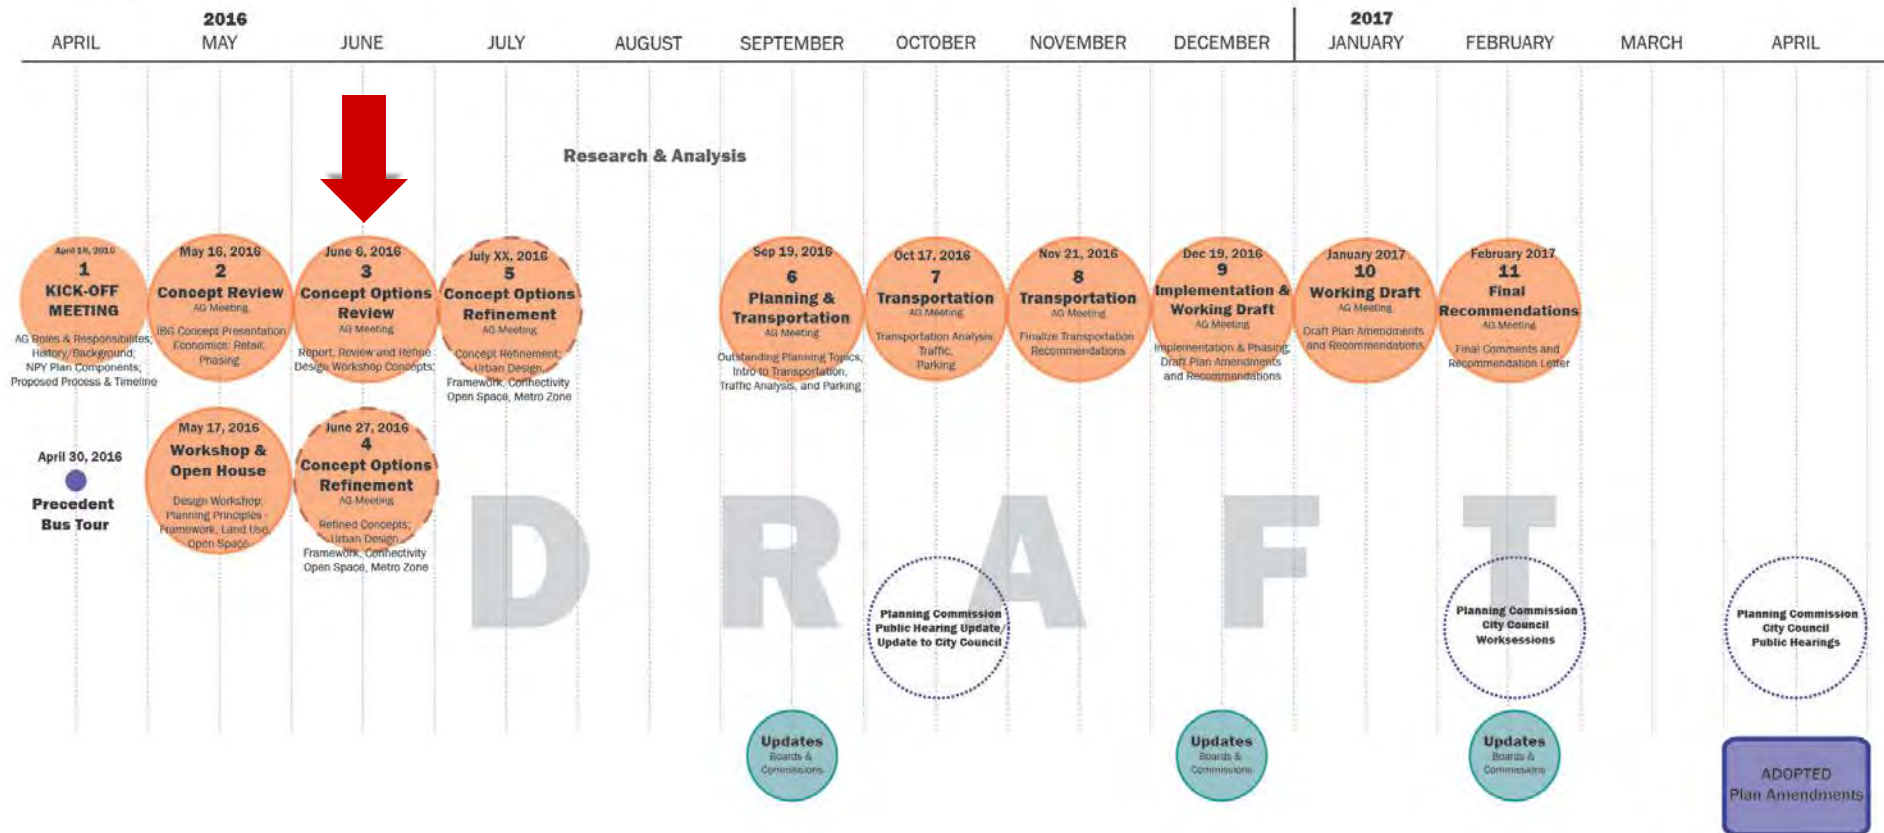 2016
2017
APRIL MAY JUNE JULY AUGUST SEPTEMBER OCTOBER NOVEMBER DECEMBER JANUARY FEBRUARY MARCH APRIL
Research & Analysis
1
KICK-OFF
MEETING
AG Roles & Responsibilites;
History/Background;
NPY Plan Components;
Proposed Process & Timeline
May 16, 2016
2
Concept Review
AG Meeting
IBG Concept Presentation
Economics: Retail;
Phasing
June 6, 2016
3
Concept Options
Review
AG Meeting
Report, Review and Refine
Design Workshop Concepts;
July XX, 2016
5
Concept Options
Refinement
AG Meeting
Concept Refinement;
Urban Design,
Framework, Connectivity
Open Space, Metro Zone
Sep 19, 2016
6
Planning &
Transportation
AG Meeting
Outstanding Planning Topics,
Intro to Transportation,
Traffic Analysis, and Parking
Oct 17, 2016
7
Transportation
AG Meeting
Transportation Analysis,
Traffic,
Parking
Nov 21, 2016
8
Transportation
AG Meeting
Finalize Transportation
Recommendations
Dec 19, 2016
9
Implementation &
Working Draft
AG Meeting
Implementation & Phasing;
Draft Plan Amendments
and Recommendations
January 2017
10
Working Draft
AG Meeting
Draft Plan Amendments
and Recommendations
February 2017
11
Final
Recommendations
AG Meeting
Final Comments and
Recommendation Letter
April 30, 2016
Precedent
Bus Tour
May 17, 2016
Workshop &
Open House
Design Workshop;
Planning Principles -
Framework, Land Use,
Open Space
June 27, 2016
4
Concept Options
Refinement
AG Meeting
Refined Concepts;
Urban Design,
Framework, Connectivity
Open Space, Metro Zone
DRAFT
Planning Commission
Public Hearing Update/
Update to City Council
Planning Commission
City Council
Worksessions
Planning Commission
City Council
Public Hearings
Updates
Boards &
Commissions
Updates
Boards &
Commissions
Updates
Boards &
Commissions
ADOPTED
Plan Amendments